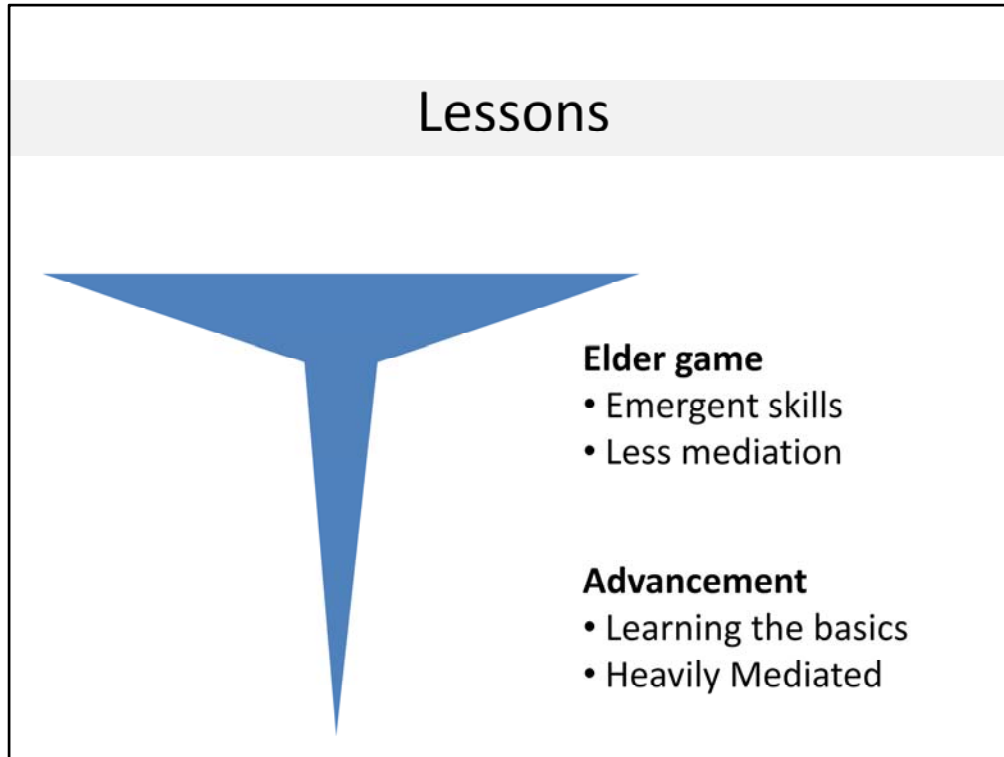 Lessons
Elder game
• Emergent skills
• Less mediation
Advancement
• Learning the basics
• Heavily Mediated